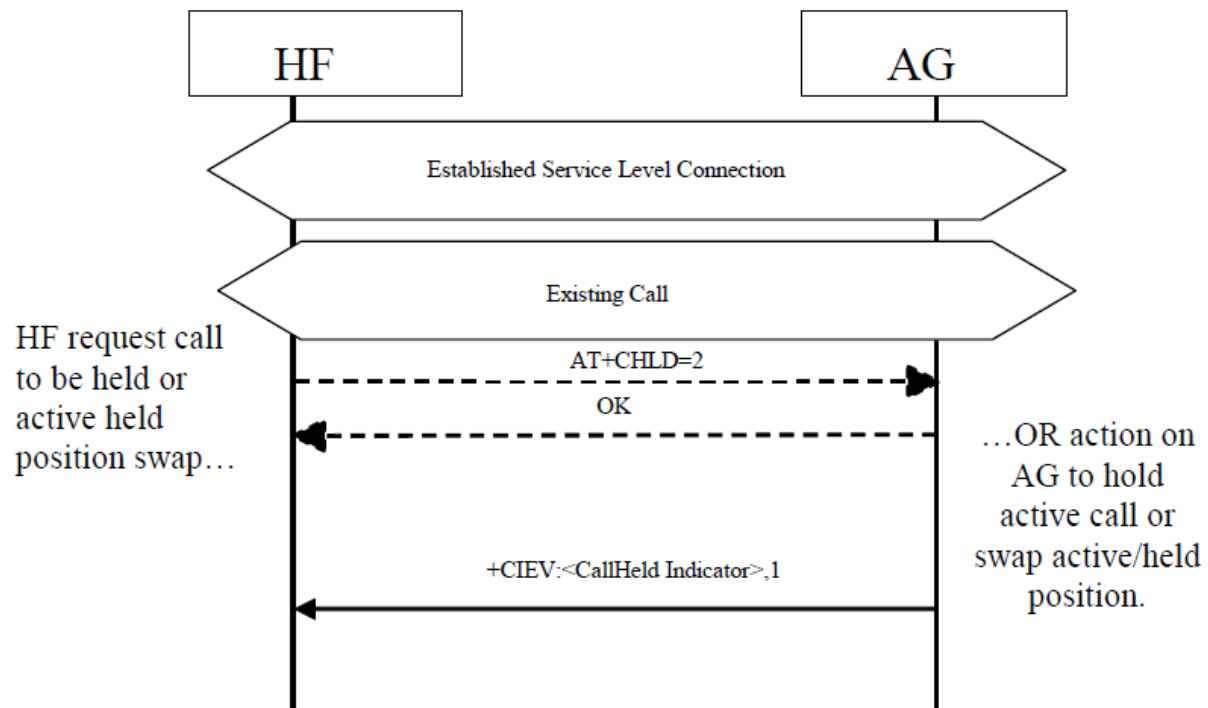 HF
AG
Established Service Level Connection
Existing Call
HF request call
to be held or
active held
position swap…
AT+CHLD=2
OK
…OR action on
AG to hold
active call or
swap active/held
position.
+CIEV:<CallHeld Indicator>,1